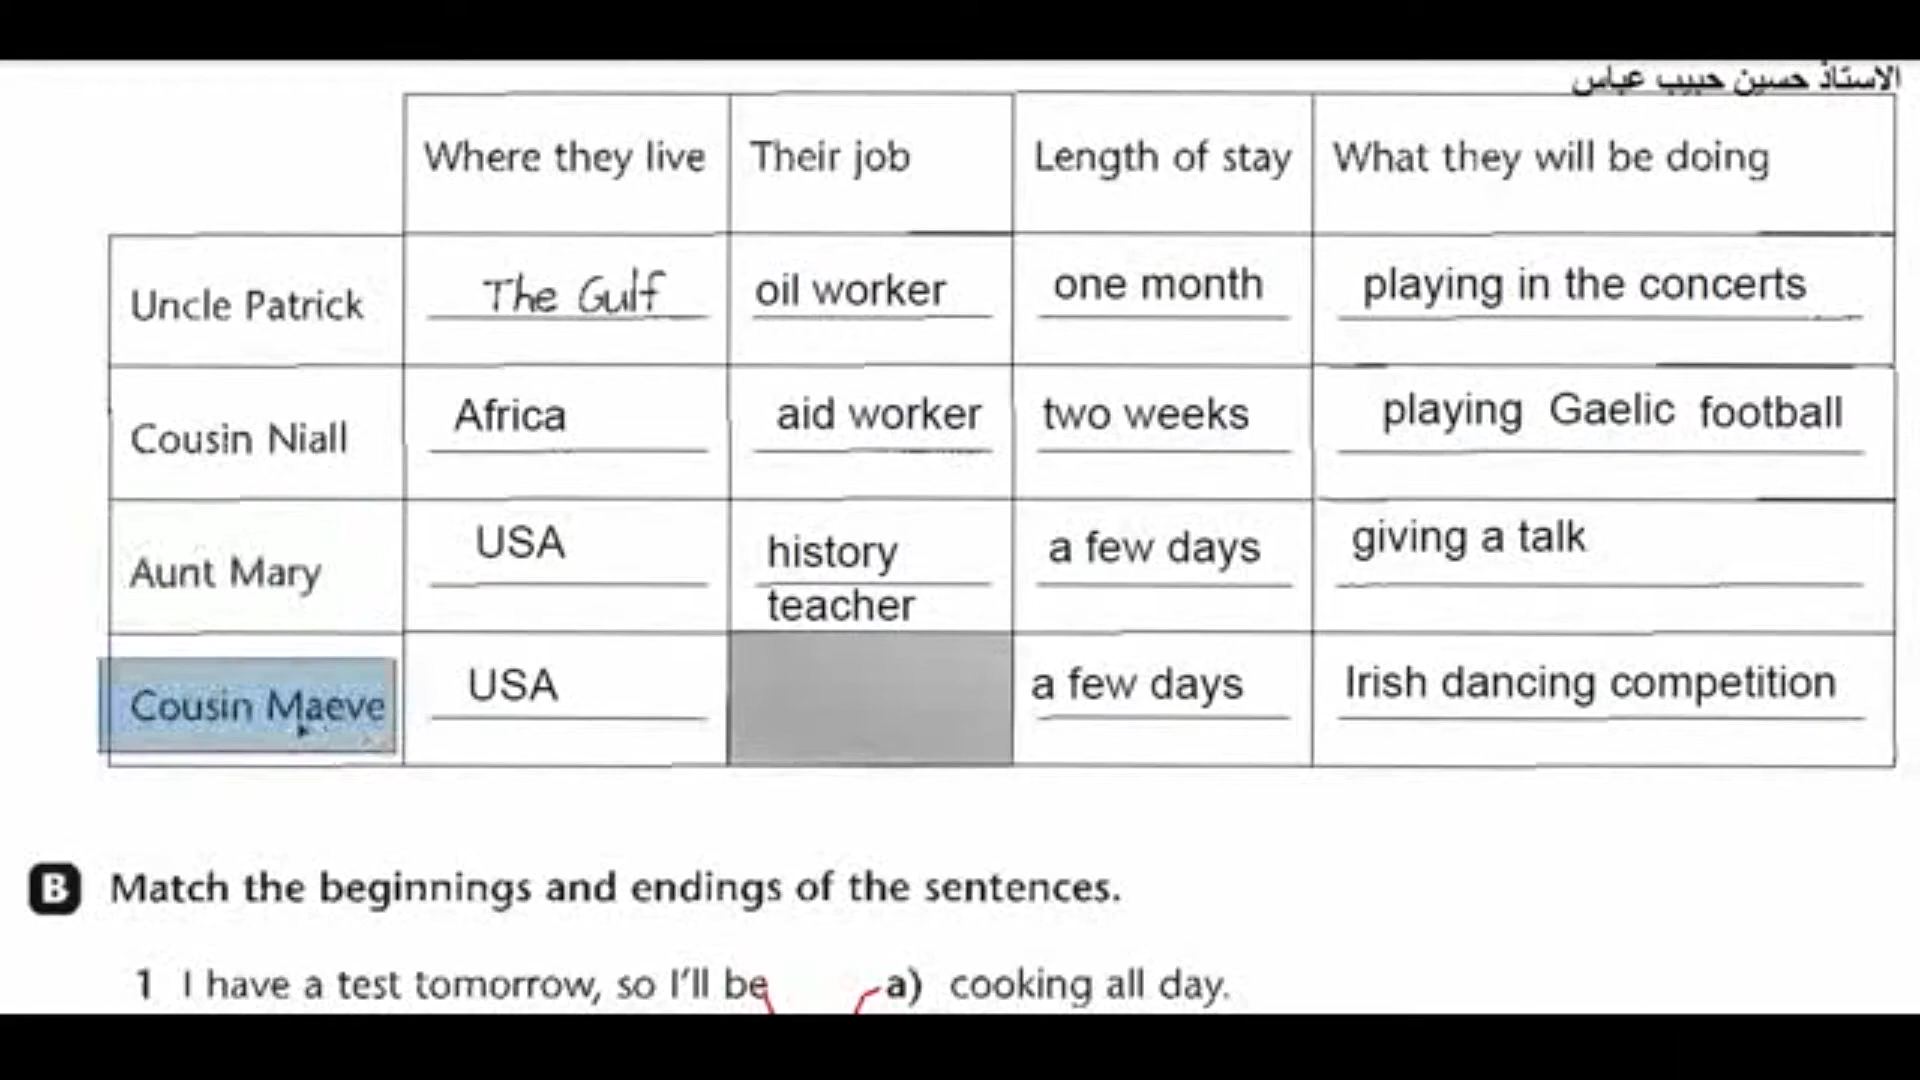 الاستاذ حسين حبيب عباس
Where they live Their job Length of stay What they will be doing
Uncle Patrick The Gulf oil worker one month playing in the concerts
Cousin Niall Africa aid worker two weeks playing Gaelic football
Aunt Mary USA history teacher a few days giving a talk
Cousin Maeve USA a few days Irish dancing competition
B Match the beginnings and endings of the sentences.
1 I have a test tomorrow, so I'll be a) cooking all day.